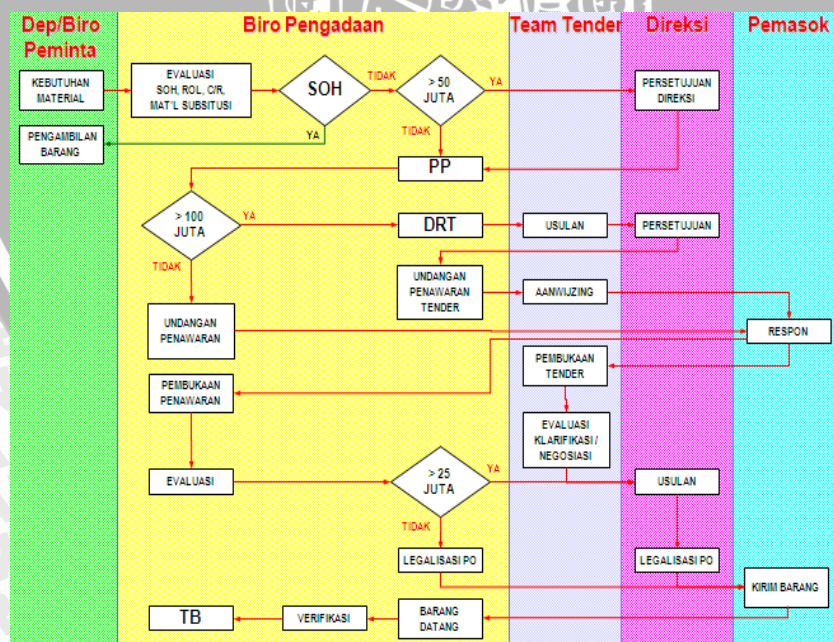 Dep/Biro
Peminta
Biro Pengadaan
Team Tender
Direksi
Pemasok
KEBUTUHAN
MATERIAL
EVALUASI
SOH, ROL, C/R,
MAT'L SUBSITUSI
SOH
TIDAK
> 50
JUTA
YA
PERSETUJUAN
DIREKSI
PENGAMBILAN
BARANG
YA
TIDAK
PP
> 100
JUTA
YA
DRT
USULAN
PERSETUJUAN
TIDAK
UNDANGAN
PENAWARAN
TENDER
AANWIJZING
UNDANGAN
PENAWARAN
RESPON
PEMBUKAAN
TENDER
PEMBUKAAN
PENAWARAN
EVALUASI
KLARIFIKASI /
NEGOSIASI
EVALUASI
> 25
JUTA
YA
USULAN
TIDAK
LEGALISASI PO
LEGALISASI PO
KIRIM BARANG
TB
VERIFIKASI
BARANG
DATANG